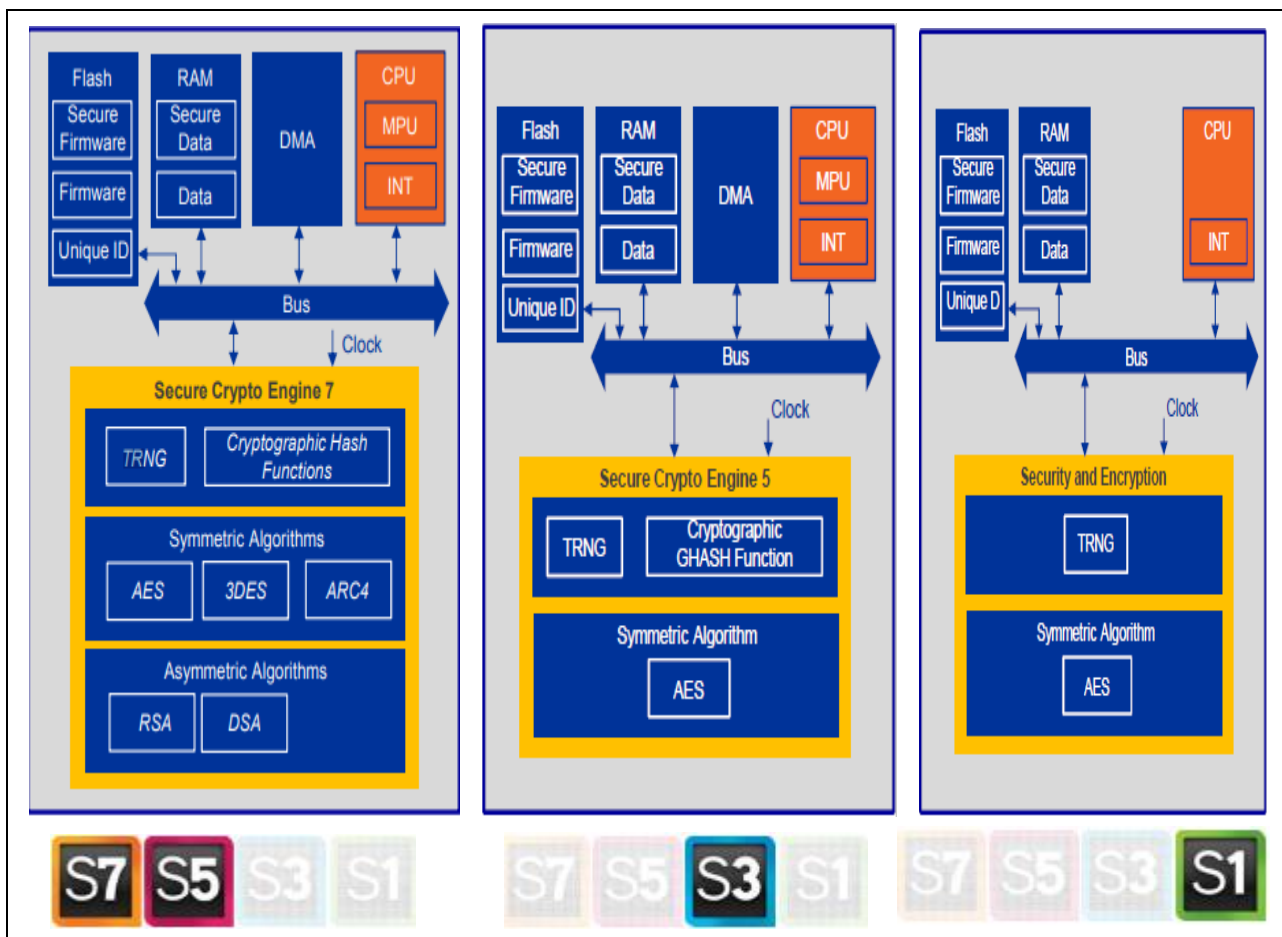 Flash
Secure
Firmware
Firmware
Unique ID
RAM
Secure
Data
Data
DMA
CPU
MPU
INT
Bus
Clock
Secure Crypto Engine 7
TRNG
Cryptographic Hash
Functions
Symmetric Algorithms
AES
3DES
ARC4
Asymmetric Algorithms
RSA
DSA
S7
S5
S3
S1
Flash
Secure
Firmware
Firmware
Unique ID
RAM
Secure
Data
Data
DMA
CPU
MPU
INT
Bus
Clock
Secure Crypto Engine 5
TRNG
Cryptographic
GHASH Function
Symmetric Algorithm
AES
S7
S5
S3
S1
Flash
Secure
Firmware
Firmware
Unique D
RAM
Secure
Data
Data
CPU
INT
Bus
Clock
Security and Encryption
TRNG
Symmetric Algorithm
AES
S7
S5
S3
S1